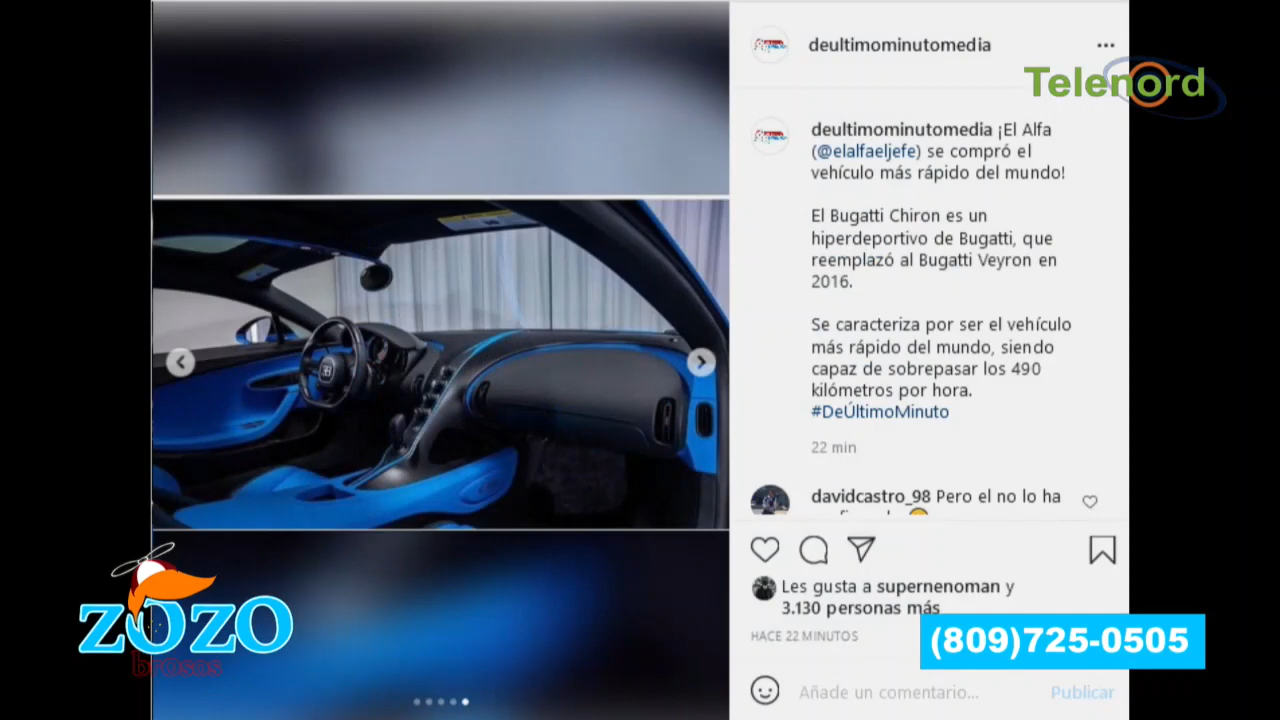 deultimominutomedia
Telenord
deultimominutomedia ¡El Alfa
(@elalfaeljefe) se compró el
vehículo más rápido del mundo!
El Bugatti Chiron es un
hiperdeportivo de Bugatti, que
reemplazó al Bugatti Veyron en
2016.
Se caracteriza por ser el vehículo
más rápido del mundo, siendo
capaz de sobrepasar los 490
kilómetros por hora.
#DeÚltimoMinuto
22 min
davidcastro_98 Pero el no lo ha
Les gusta a supernenoman y
3.130 personas más
HACE 22 MINUTOS
(809)725-0505
Añade un comentario...
Publicar
ZOZO
brosos